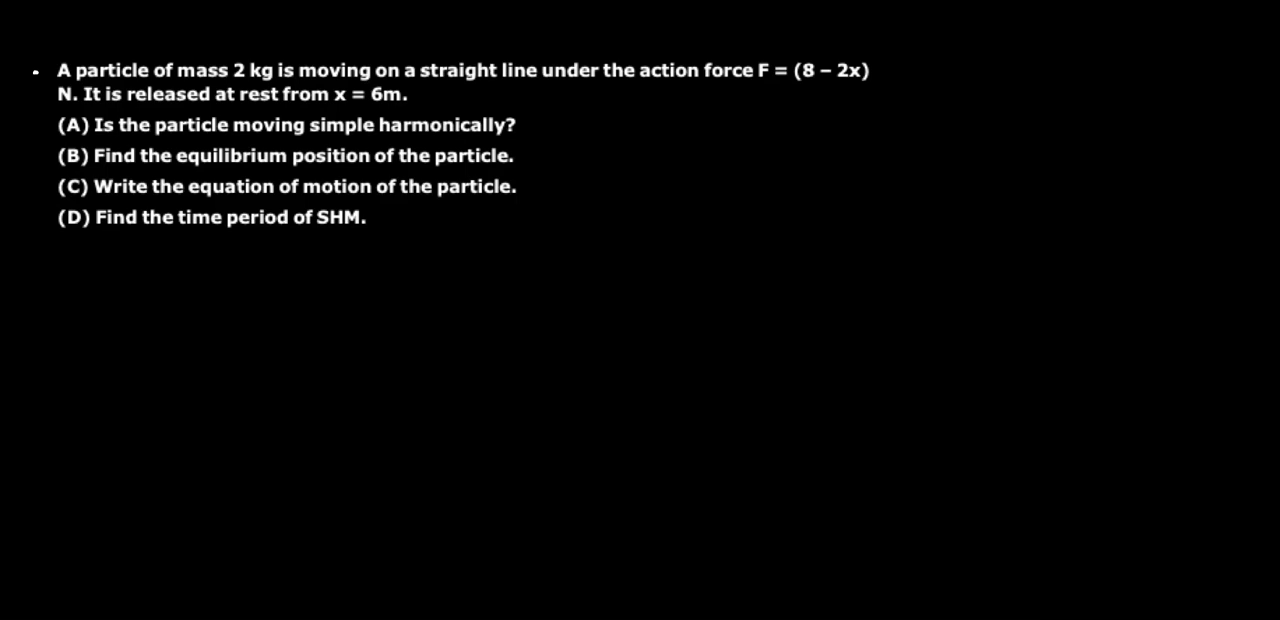 • A particle of mass 2 kg is moving on a straight line under the action force F = (8 – 2x)
N. It is released at rest from x = 6m.
(A) Is the particle moving simple harmonically?
(B) Find the equilibrium position of the particle.
(C) Write the equation of motion of the particle.
(D) Find the time period of SHM.